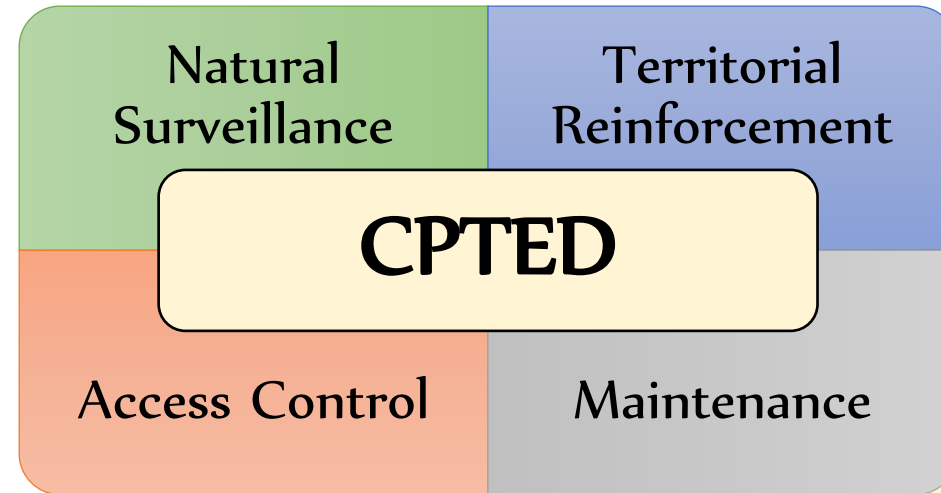 Natural
Surveillance
Territorial
Reinforcement
CPTED
Access Control
Maintenance